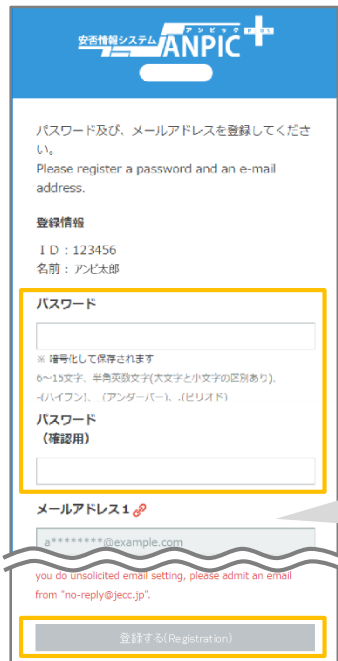 アンピック PLUS
安否情報システム ANPIC
パスワード及び、メールアドレスを登録してくださ
い。
Please register a password and an e-mail
address.
登録情報
ＩＤ：123456
名前：アンピ太郎
パスワード
※ 暗号化して保存されます
6～15文字、半角英数文字(大文字と小文字の区別あり)、
-(ハイフン)、_(アンダーバー)、.(ピリオド)
パスワード
（確認用）
メールアドレス１
a********@example.com
you do unsolicited email setting, please admit an email
from "no-reply@jecc.jp".
登録する(Registration)